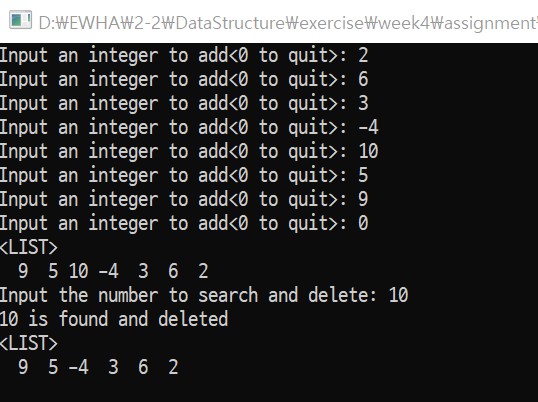 D:₩EWHA₩2-2₩DataStructure₩exercise₩week4₩assignment
Input an integer to add<0 to quit>: 2
Input an integer to add<0 to quit>: 6
Input an integer to add<0 to quit>: 3
Input an integer to add<0 to quit>: -4
Input an integer to add<0 to quit>: 10
Input an integer to add<0 to quit>: 5
Input an integer to add<0 to quit>: 9
Input an integer to add<0 to quit>: 0
<LIST>
  9  5 10 -4  3  6  2
Input the number to search and delete: 10
10 is found and deleted
<LIST>
  9  5 -4  3  6  2